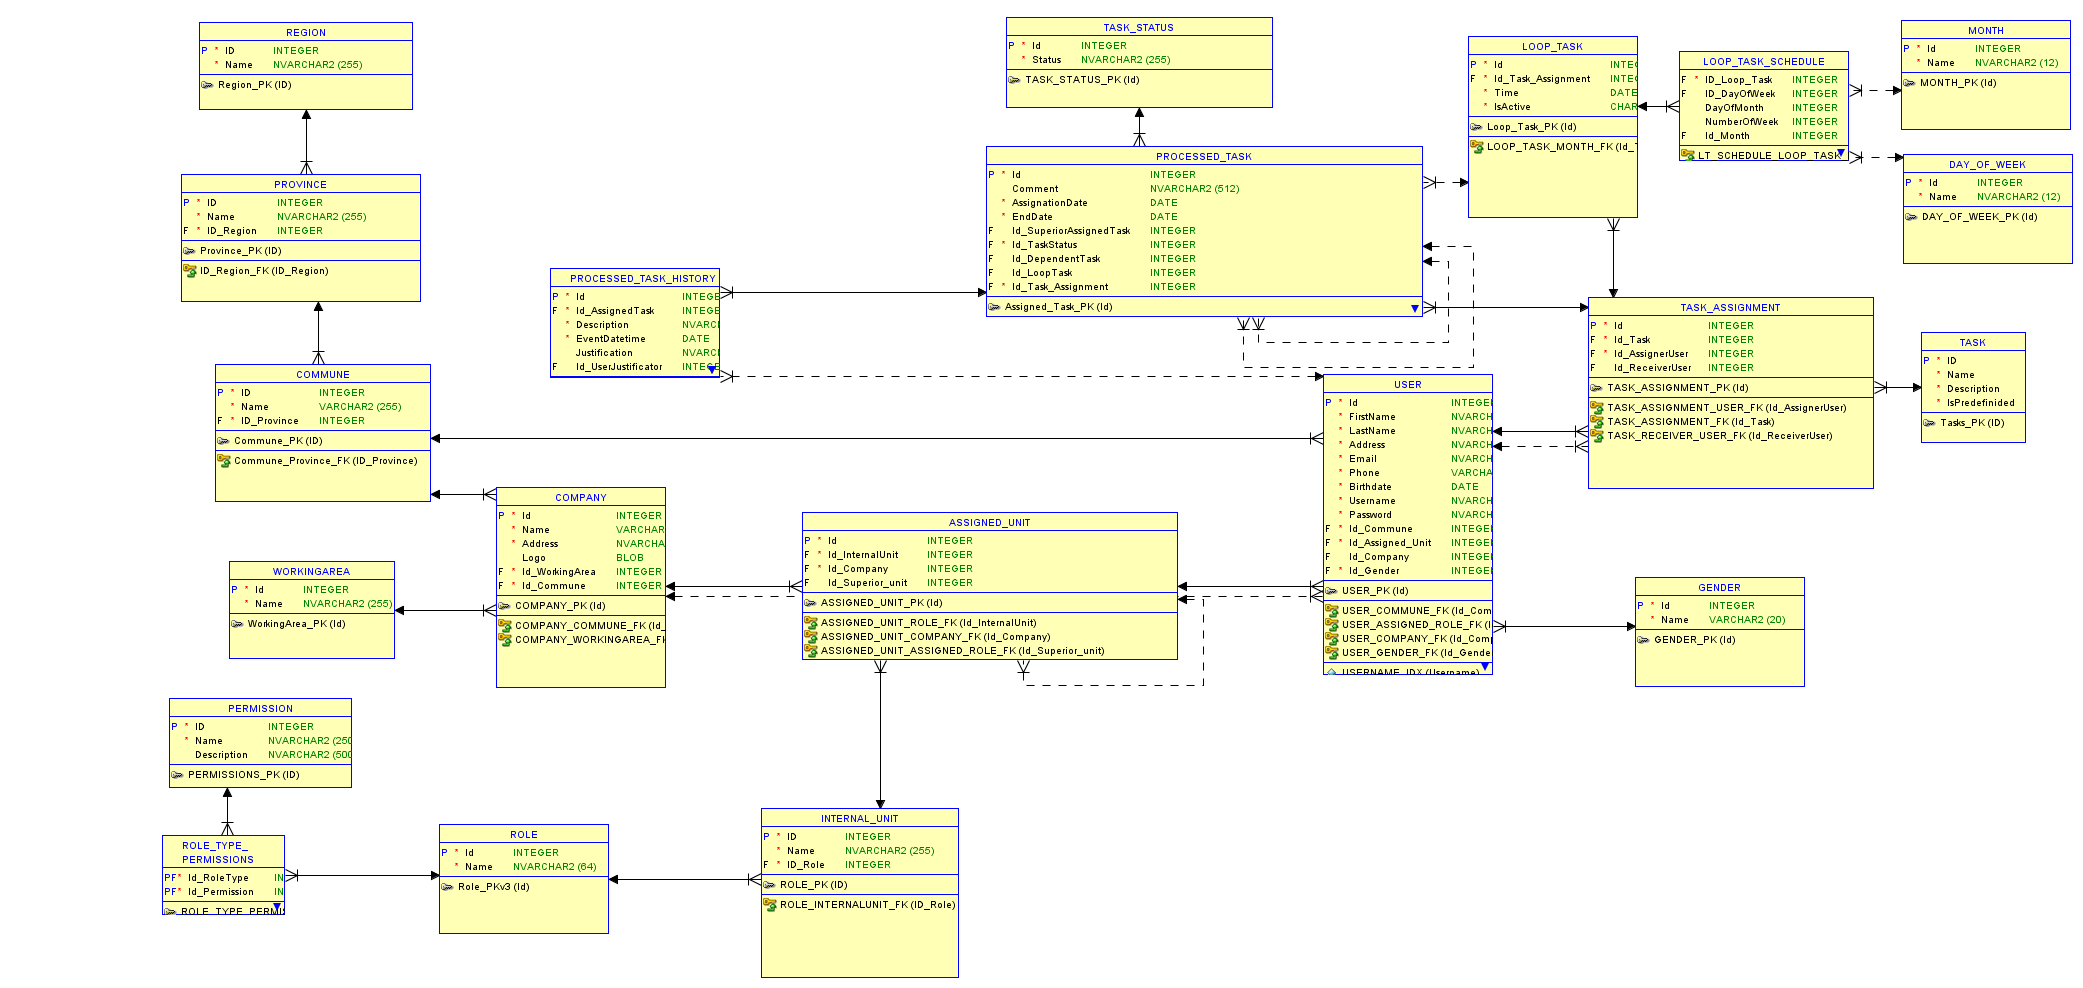 REGION
P * ID INTEGER
* Name NVARCHAR2 (255)
Region_PK (ID)
PROVINCE
P * ID INTEGER
* Name NVARCHAR2 (255)
F * ID_Region INTEGER
Province_PK (ID)
ID_Region_FK (ID_Region)
COMMUNE
P * ID INTEGER
* Name VARCHAR2 (255)
F * ID_Province INTEGER
Commune_PK (ID)
Commune_Province_FK (ID_Province)
TASK_STATUS
P * Id INTEGER
* Status NVARCHAR2 (255)
TASK_STATUS_PK (Id)
PROCESSED_TASK
P * Id INTEGER
Comment NVARCHAR2 (512)
* AssignationDate DATE
* EndDate DATE
F Id_SuperiorAssignedTask INTEGER
F * Id_TaskStatus INTEGER
F Id_DependentTask INTEGER
F Id_LoopTask INTEGER
F * Id_Task_Assignment INTEGER
Assigned_Task_PK (Id)
PROCESSED_TASK_HISTORY
P * Id INTEGE
F * Id_AssignedTask INTEGE
* Description NVARCI
* EventDatetime DATE
Justification NVARCI
F Id_UserJustificator INTEGE
LOOP_TASK
P * Id INTEG
F * Id_Task_Assignment INTEG
* Time DATE
* IsActive CHAR
Loop_Task_PK (Id)
LOOP_TASK_MONTH_FK (Id_T
LOOP_TASK_SCHEDULE
F * ID_Loop_Task INTEGER
F ID_DayOfWeek INTEGER
DayOfMonth INTEGER
NumberOfWeek INTEGER
F Id_Month INTEGER
LT_SCHEDULE_LOOP_TASK
MONTH
P * Id INTEGER
* Name NVARCHAR2 (12)
MONTH_PK (Id)
DAY_OF_WEEK
P * Id INTEGER
* Name NVARCHAR2 (12)
DAY_OF_WEEK_PK (Id)
TASK_ASSIGNMENT
P * Id INTEGER
F * Id_Task INTEGER
F * Id_AssignerUser INTEGER
F Id_ReceiverUser INTEGER
TASK_ASSIGNMENT_PK (Id)
TASK_ASSIGNMENT_USER_FK (Id_AssignerUser)
TASK_ASSIGNMENT_FK (Id_Task)
TASK_RECEIVER_USER_FK (Id_ReceiverUser)
TASK
P * ID
* Name
* Description
* IsPredefinided
Tasks_PK (ID)
USER
P * Id INTEGE
* FirstName NVARCH
* LastName NVARCH
* Address NVARCH
* Email NVARCH
* Phone VARCHA
* Birthdate DATE
* Username NVARCH
* Password NVARCH
F * Id_Commune INTEGE
F * Id_Assigned_Unit INTEGE
F Id_Company INTEGE
F * Id_Gender INTEGE
USER_PK (Id)
USER_COMMUNE_FK (Id_Com
USER_ASSIGNED_ROLE_FK (I
USER_COMPANY_FK (Id_Comp
USER_GENDER_FK (Id_Gende
USERNAME_IDX (Username)
COMPANY
P * Id INTEGER
* Name VARCHAR
* Address NVARCHA
Logo BLOB
F * Id_WorkingArea INTEGER
F * Id_Commune INTEGER
COMPANY_PK (Id)
COMPANY_COMMUNE_FK (Id_
COMPANY_WORKINGAREA_FK
ASSIGNED_UNIT
P * Id INTEGER
F * Id_InternalUnit INTEGER
F * Id_Company INTEGER
F Id_Superior_unit INTEGER
ASSIGNED_UNIT_PK (Id)
ASSIGNED_UNIT_ROLE_FK (Id_InternalUnit)
ASSIGNED_UNIT_COMPANY_FK (Id_Company)
ASSIGNED_UNIT_ASSIGNED_ROLE_FK (Id_Superior_unit)
WORKINGAREA
P * Id INTEGER
* Name NVARCHAR2 (255)
WorkingArea_PK (Id)
GENDER
P * Id INTEGER
* Name VARCHAR2 (20)
GENDER_PK (Id)
PERMISSION
P * ID INTEGER
* Name NVARCHAR2 (250
Description NVARCHAR2 (500
PERMISSIONS_PK (ID)
ROLE_TYPE_
PERMISSIONS
PF* Id_RoleType IN
PF* Id_Permission IN
ROLE_TYPE_PERMIS
ROLE
P * Id INTEGER
* Name NVARCHAR2 (64)
Role_PKv3 (Id)
INTERNAL_UNIT
P * ID INTEGER
* Name NVARCHAR2 (255)
F * ID_Role INTEGER
ROLE_PK (ID)
ROLE_INTERNALUNIT_FK (ID_Role)